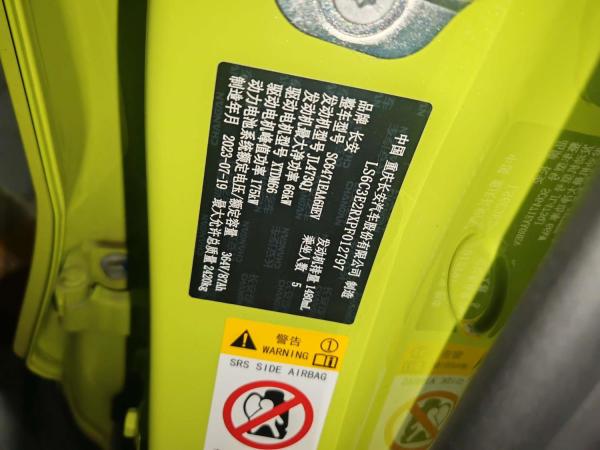 中国 重庆长安汽车股份有限公司 制造
LS6C3E2RXPF012797
品牌 长安
整车型号 SC6471EAA6HEV
发动机型号 JL473QJ 发动机排量 1480mL
发动机最大净功率 66kW 乘坐人数 5
驱动电机型号 XTDM66
驱动电机峰值功率 175kW
动力电池系统额定电压/额定容量 364V/87Ah
制造年月 2023-07-19 最大允许总质量 2420kg
警告
WARNING
SRS SIDE AIRBAG